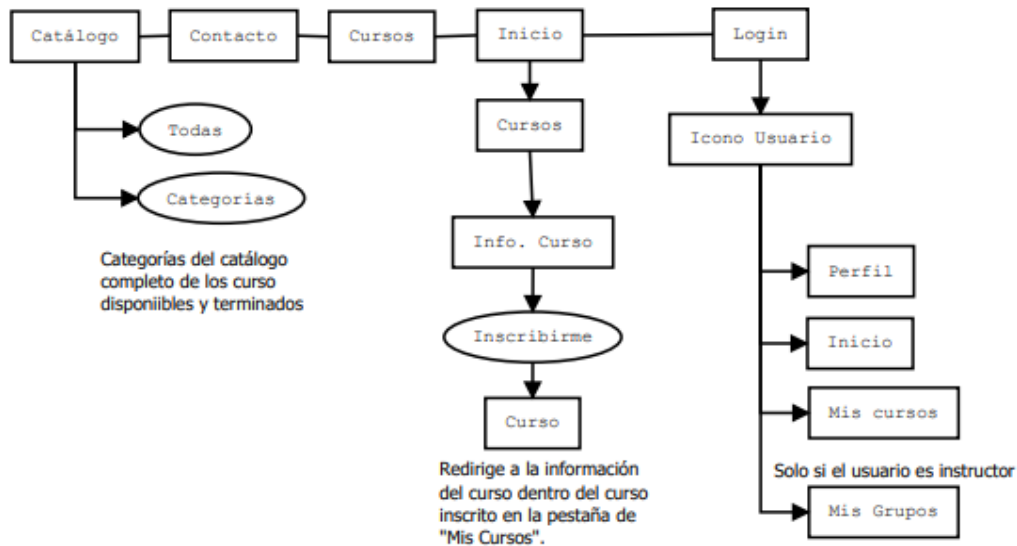 Catálogo
Contacto
Cursos
Inicio
Login
Todas
Categorias
Categorías del catálogo
completo de los curso
disponiibles y terminados
Cursos
Info. Curso
Inscribirme
Curso
Redirige a la información
del curso dentro del curso
inscrito en la pestaña de
"Mis Cursos".
Icono Usuario
Perfil
Inicio
Mis cursos
Solo si el usuario es instructor
Mis Grupos